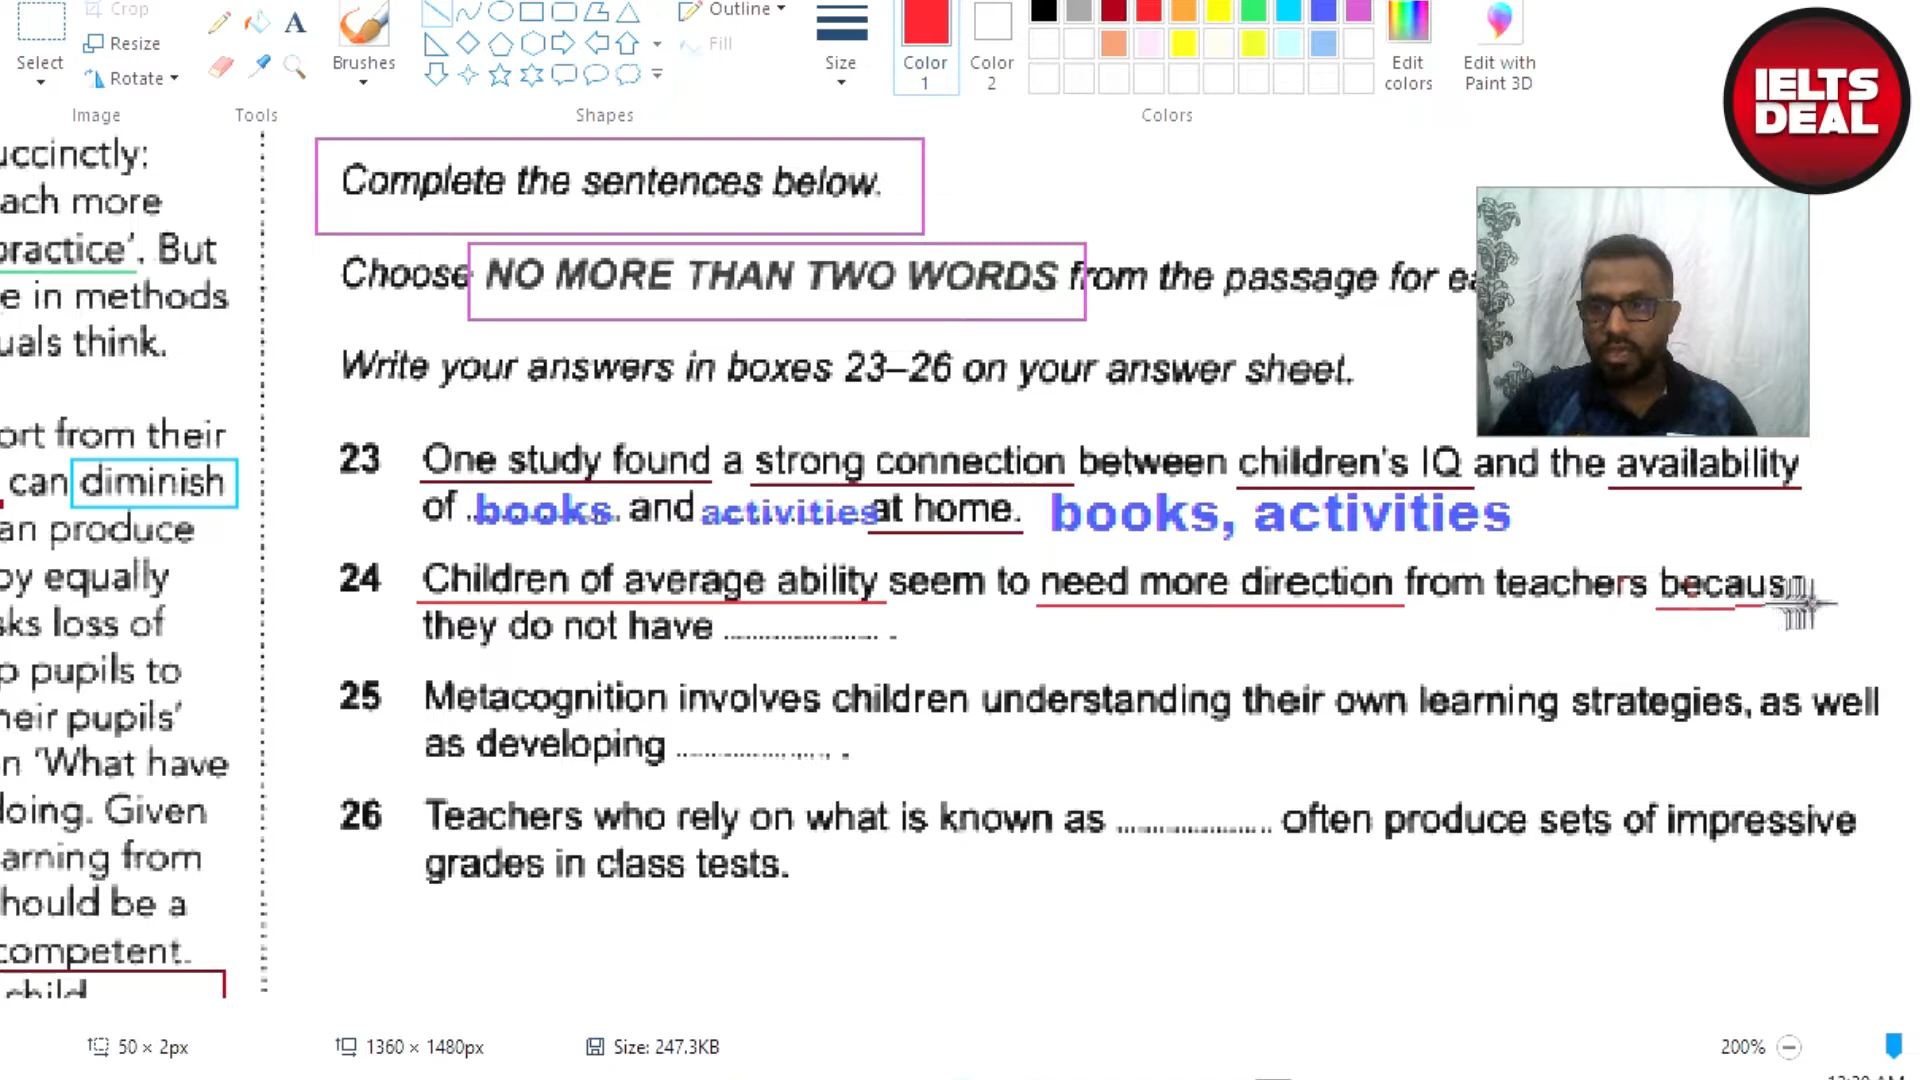 Crop
Outline
Resize
Fill
Select
Rotate
Brushes
Size
Color 1
Color 2
Edit colors
Edit with Paint 3D
Image
Tools
Shapes
Colors
IELTS
DEAL
uccinctly:
ach more
practice’. But
e in methods
uals think.
ort from their
can diminish
an produce
by equally
sks loss of
p pupils to
heir pupils’
n ‘What have
doing. Given
arning from
hould be a
competent.
child
Complete the sentences below.
Choose NO MORE THAN TWO WORDS from the passage for ea
Write your answers in boxes 23–26 on your answer sheet.
23 One study found a strong connection between children's IQ and the availability
of books and activities at home. books, activities
24 Children of average ability seem to need more direction from teachers becaus
they do not have .................... .
25 Metacognition involves children understanding their own learning strategies, as well
as developing .................... .
26 Teachers who rely on what is known as .................... often produce sets of impressive
grades in class tests.
50 × 2px
1360 × 1480px
Size: 247.3KB
200%